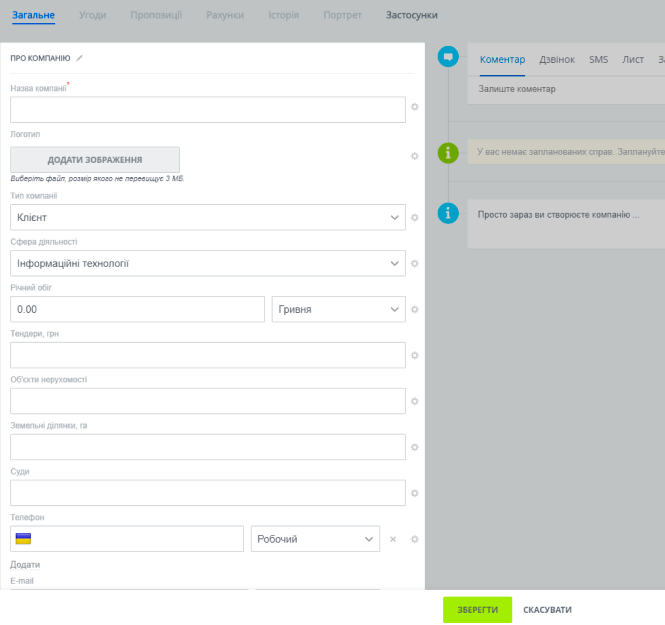 Загальне Угоди Пропозиції Рахунки Історія Портрет Застосунки
ПРО КОМПАНІЮ
Назва компанії*
Логотип
ДОДАТИ ЗОБРАЖЕННЯ
Виберіть файл, розмір якого не перевищує 3 МБ.
Тип компанії
Клієнт
Сфера діяльності
Інформаційні технології
Річний обіг
0.00 Гривня
Тендери, грн
Об'єкти нерухомості
Земельні ділянки, га
Суди
Телефон
Робочий
Додати
E-mail
Коментар Дзвінок SMS Лист
Залиште коментар
У вас немає запланованих справ. Заплануйте
Просто зараз ви створюєте компанію ...
ЗБЕРЕГТИ СКАСУВАТИ